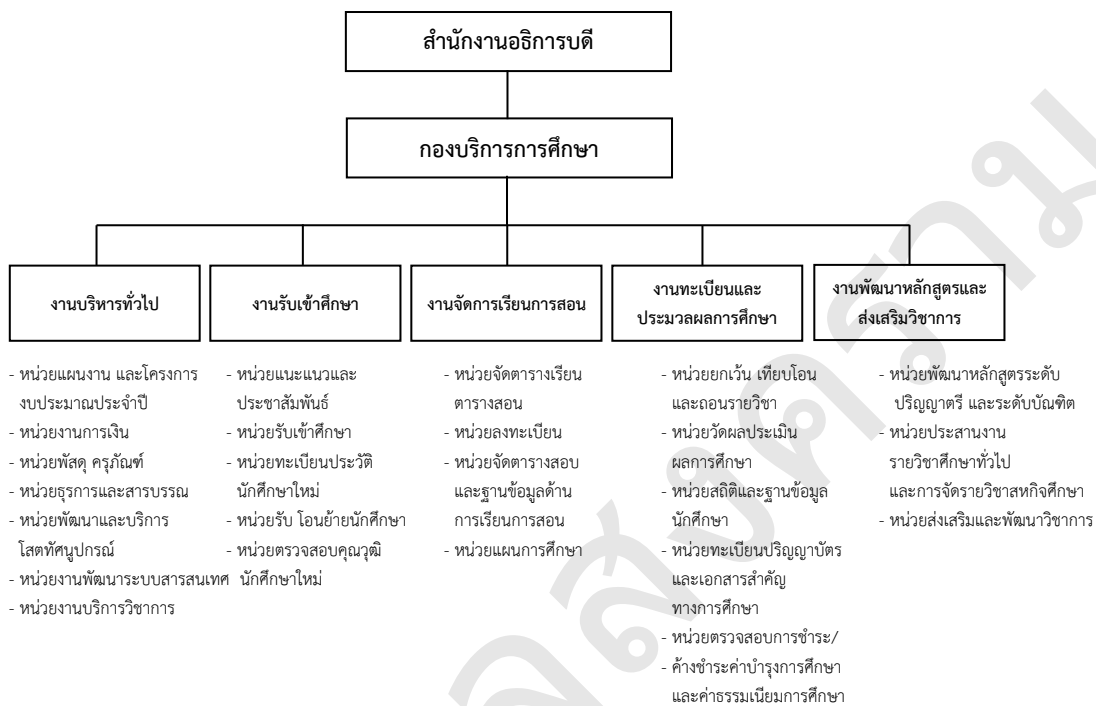 สำนักงานอธิการบดี
กองบริการการศึกษา
งานบริหารทั่วไป
- หน่วยแผนงาน และโครงการ
งบประมาณประจำปี
- หน่วยงานการเงิน
- หน่วยพัสดุ ครุภัณฑ์
- หน่วยธุรการและสารบรรณ
- หน่วยพัฒนาและบริการ
โสตทัศนูปกรณ์
- หน่วยงานพัฒนาระบบสารสนเทศ
- หน่วยงานบริการวิชาการ
งานรับเข้าศึกษา
- หน่วยแนะแนวและ
ประชาสัมพันธ์
- หน่วยรับเข้าศึกษา
- หน่วยทะเบียนประวัติ
นักศึกษาใหม่
- หน่วยรับ โอนย้ายนักศึกษา
- หน่วยตรวจสอบคุณวุฒิ
นักศึกษาใหม่
งานจัดการเรียนการสอน
- หน่วยจัดตารางเรียน
ตารางสอน
- หน่วยลงทะเบียน
- หน่วยจัดตารางสอบ
และฐานข้อมูลด้าน
การเรียนการสอน
- หน่วยแผนการศึกษา
งานทะเบียนและ
ประมวลผลการศึกษา
- หน่วยยกเว้น เทียบโอน
และถอนรายวิชา
- หน่วยวัดผลประเมิน
ผลการศึกษา
- หน่วยสถิติและฐานข้อมูล
นักศึกษา
- หน่วยทะเบียนปริญญาบัตร
และเอกสารสำคัญ
ทางการศึกษา
- หน่วยตรวจสอบการชำระ/
- ค้างชำระค่าบำรุงการศึกษา
และค่าธรรมเนียมการศึกษา
งานพัฒนาหลักสูตรและ
ส่งเสริมวิชาการ
- หน่วยพัฒนาหลักสูตรระดับ
ปริญญาตรี และระดับบัณฑิต
- หน่วยประสานงาน
รายวิชาศึกษาทั่วไป
และการจัดรายวิชาสหกิจศึกษา
- หน่วยส่งเสริมและพัฒนาวิชาการ
ลสงคราม